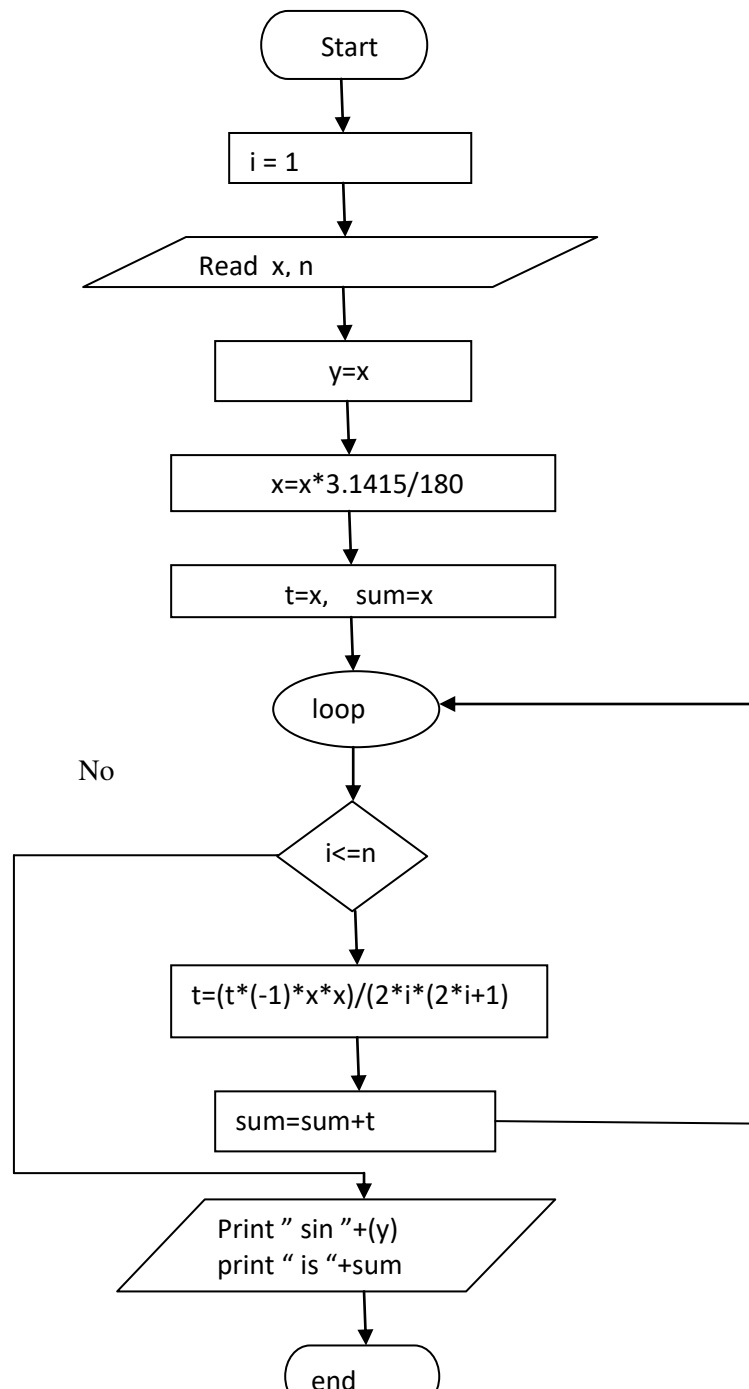 Start
i = 1
Read x, n
y=x
x=x*3.1415/180
t=x, sum=x
loop
No
i<=n
t=(t*(-1)*x*x)/(2*i*(2*i+1)
sum=sum+t
Print ” sin ”+(y)
print “ is “+sum
end